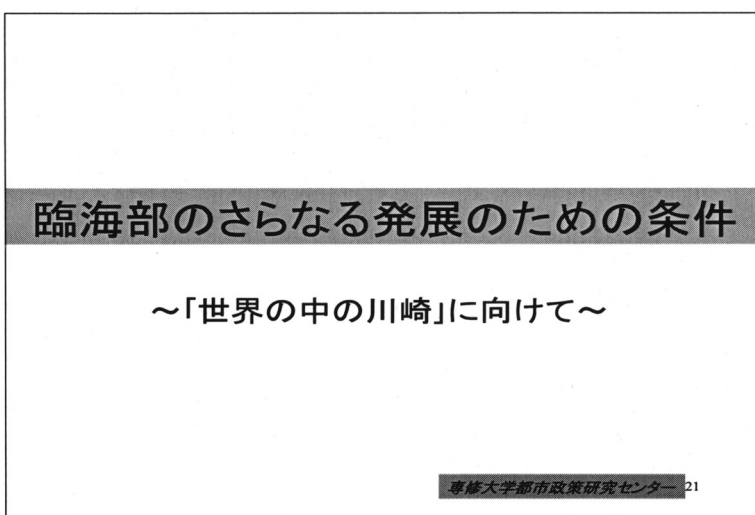 臨海部のさらなる発展のための条件
～「世界の中の川崎」に向けて～
専修大学都市政策研究センター 21